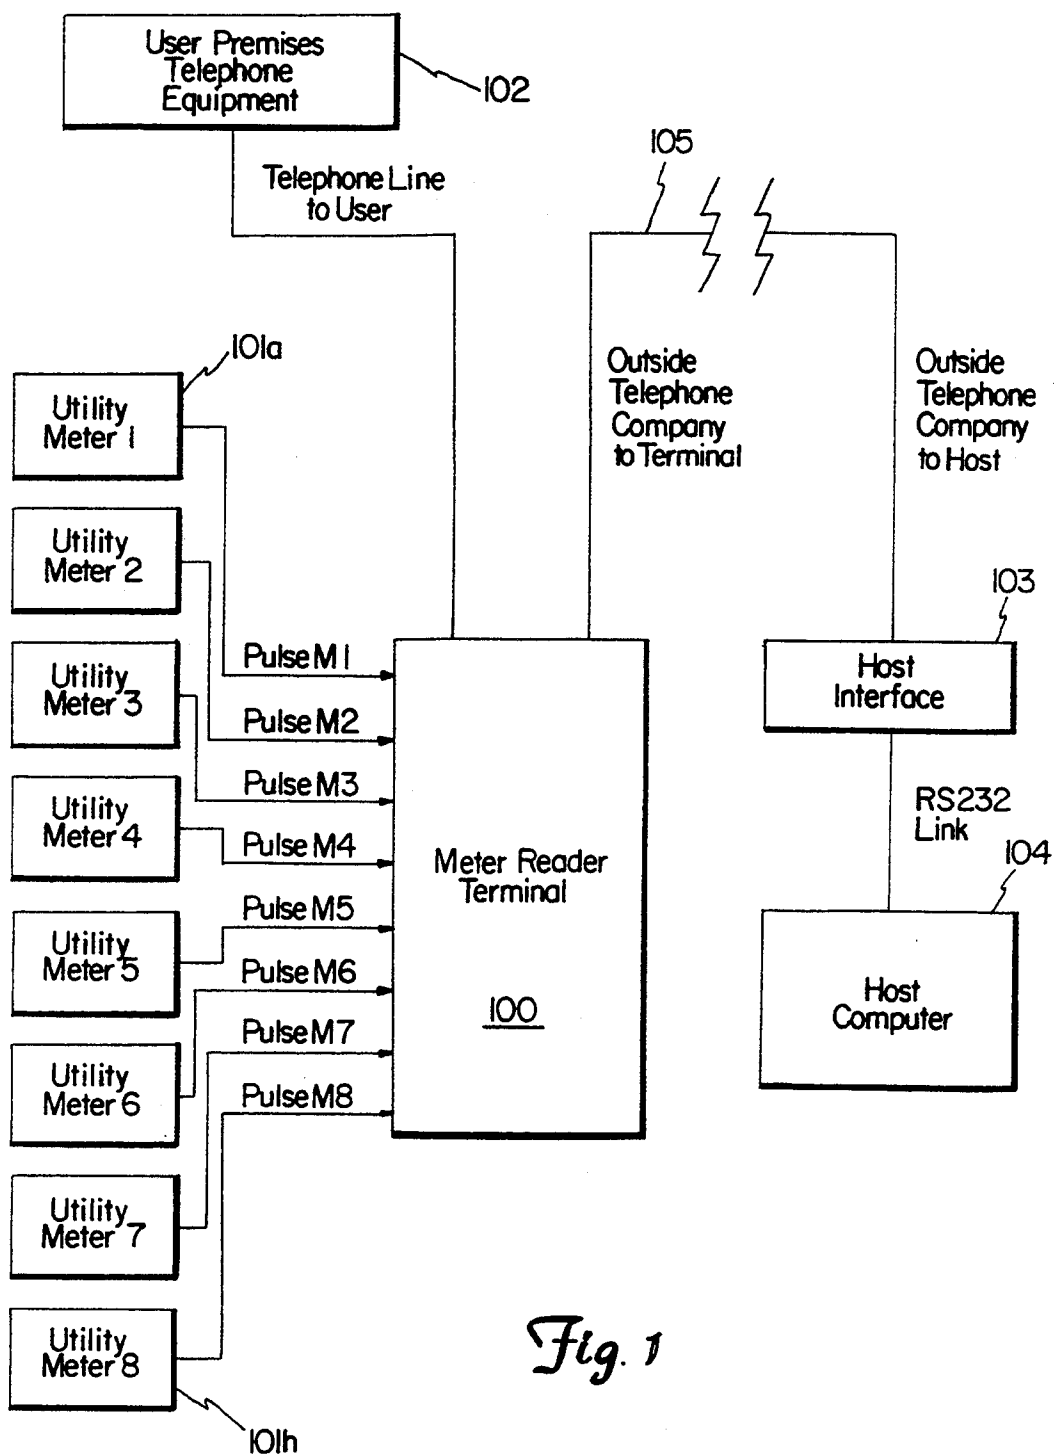 User Premises
Telephone
Equipment
102
Telephone Line
to User
105
101a
Outside
Telephone
Company
to Terminal
Outside
Telephone
Company
to Host
Utility
Meter 1
Utility
Meter 2
Utility
Meter 3
Utility
Meter 4
Utility
Meter 5
Utility
Meter 6
Utility
Meter 7
Utility
Meter 8
101h
Pulse M1
Pulse M2
Pulse M3
Pulse M4
Pulse M5
Pulse M6
Pulse M7
Pulse M8
Meter Reader
Terminal
100
103
Host
Interface
RS232
Link
104
Host
Computer
Fig. 1